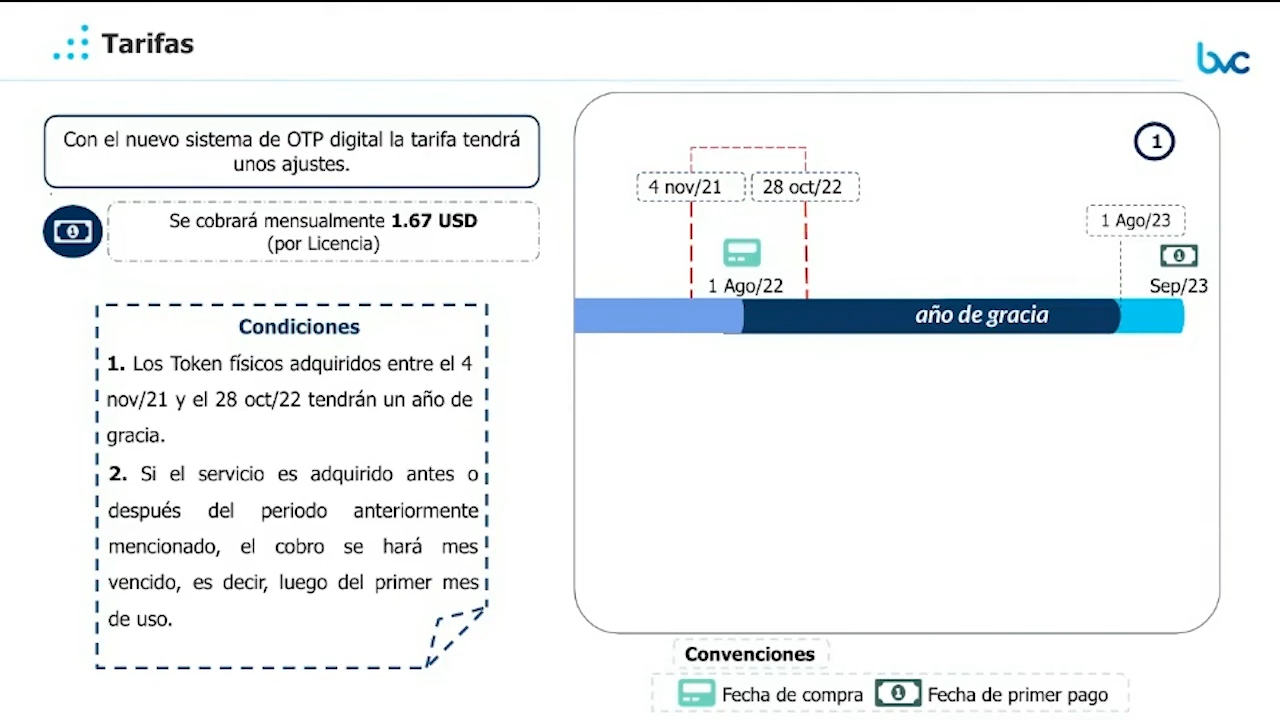 Tarifas
bvc
Con el nuevo sistema de OTP digital la tarifa tendrá
unos ajustes.
Se cobrará mensualmente 1.67 USD
(por Licencia)
Condiciones
1. Los Token físicos adquiridos entre el 4
nov/21 y el 28 oct/22 tendrán un año de
gracia.
2. Si el servicio es adquirido antes o
después del periodo anteriormente
mencionado, el cobro se hará mes
vencido, es decir, luego del primer mes
de uso.
1
4 nov/21
28 oct/22
1 Ago/23
1 Ago/22
Sep/23
año de gracia
Convenciones
Fecha de compra
Fecha de primer pago